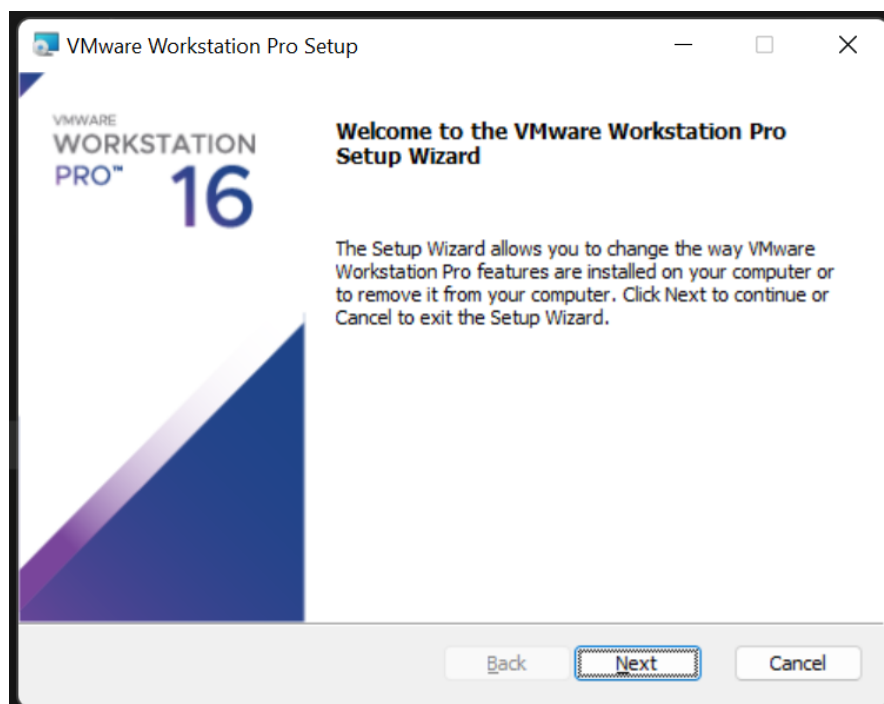 VMware Workstation Pro Setup
VMWARE
WORKSTATION
PRO™ 16
Welcome to the VMware Workstation Pro
Setup Wizard
The Setup Wizard allows you to change the way VMware
Workstation Pro features are installed on your computer or
to remove it from your computer. Click Next to continue or
Cancel to exit the Setup Wizard.
Back Next Cancel